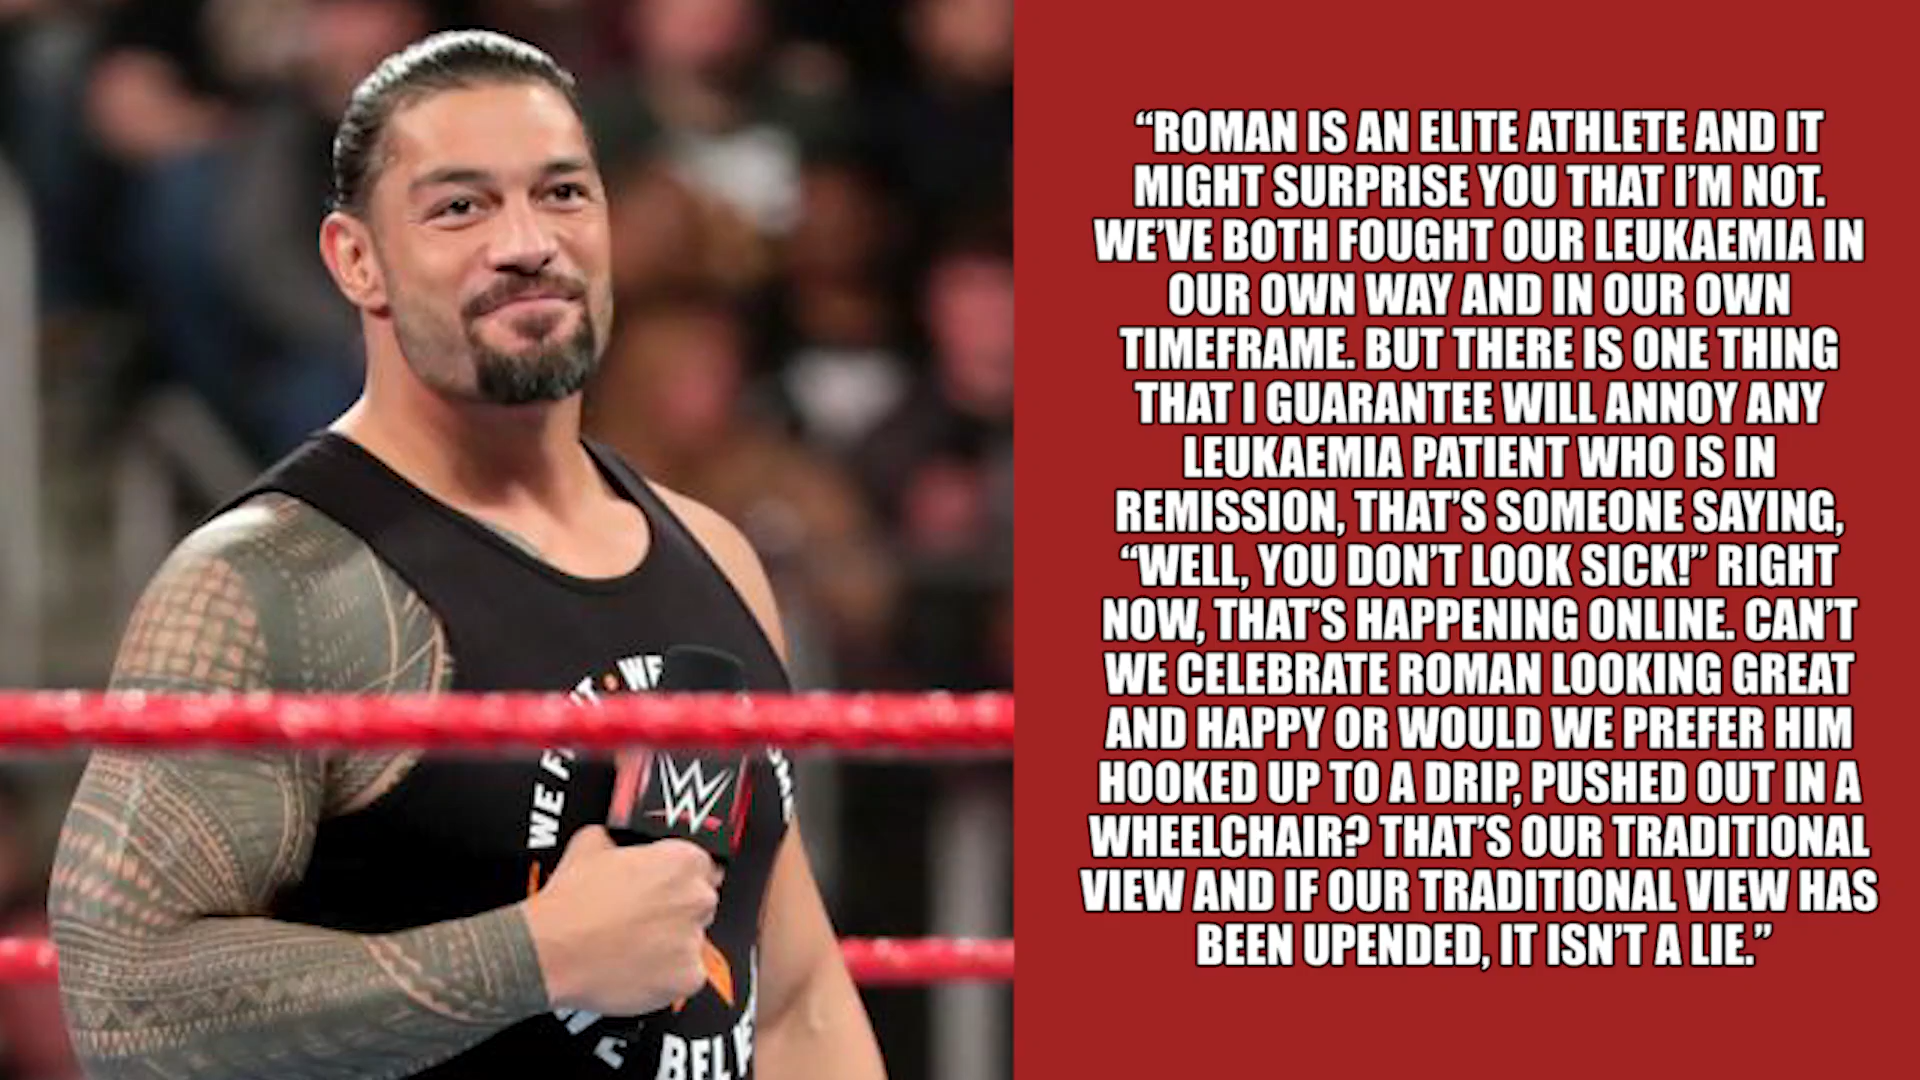 “ROMAN IS AN ELITE ATHLETE AND IT
MIGHT SURPRISE YOU THAT I’M NOT.
WE’VE BOTH FOUGHT OUR LEUKAEMIA IN
OUR OWN WAY AND IN OUR OWN
TIMEFRAME. BUT THERE IS ONE THING
THAT I GUARANTEE WILL ANNOY ANY
LEUKAEMIA PATIENT WHO IS IN
REMISSION, THAT’S SOMEONE SAYING,
“WELL, YOU DON’T LOOK SICK!” RIGHT
NOW, THAT’S HAPPENING ONLINE. CAN’T
WE CELEBRATE ROMAN LOOKING GREAT
AND HAPPY OR WOULD WE PREFER HIM
HOOKED UP TO A DRIP, PUSHED OUT IN A
WHEELCHAIR? THAT’S OUR TRADITIONAL
VIEW AND IF OUR TRADITIONAL VIEW HAS
BEEN UPENDED, IT ISN’T A LIE.”
WE
WE
W